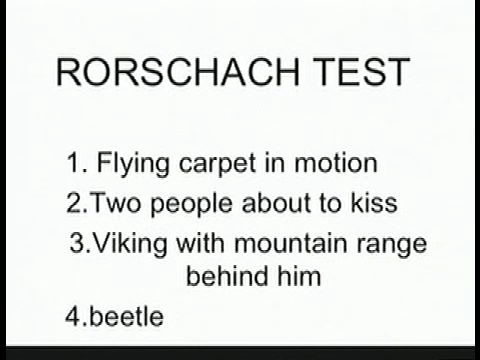 RORSCHACH TEST
1. Flying carpet in motion
2.Two people about to kiss
3.Viking with mountain range
behind him
4.beetle